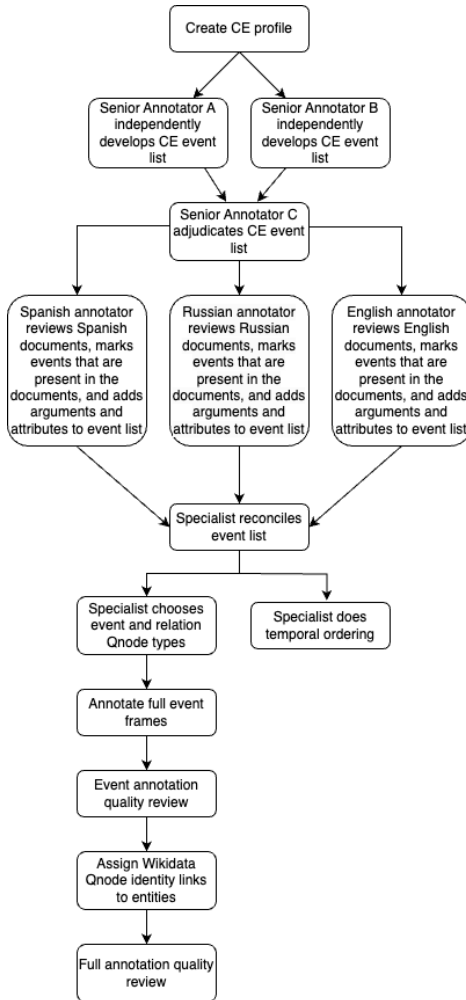 Create CE profile
Senior Annotator A
independently
develops CE event
list
Senior Annotator B
independently
develops CE event
list
Senior Annotator C
adjudicates CE event
list
Spanish annotator
reviews Spanish
documents, marks
events that are
present in the
documents, and adds
arguments and
attributes to event list
Russian annotator
reviews Russian
documents, marks
events that are
present in the
documents, and adds
arguments and
attributes to event list
English annotator
reviews English
documents, marks
events that are
present in the
documents, and adds
arguments and
attributes to event list
Specialist reconciles
event list
Specialist chooses
event and relation
Qnode types
Specialist does
temporal ordering
Annotate full event
frames
Event annotation
quality review
Assign Wikidata
Qnode identity links
to entities
Full annotation quality
review